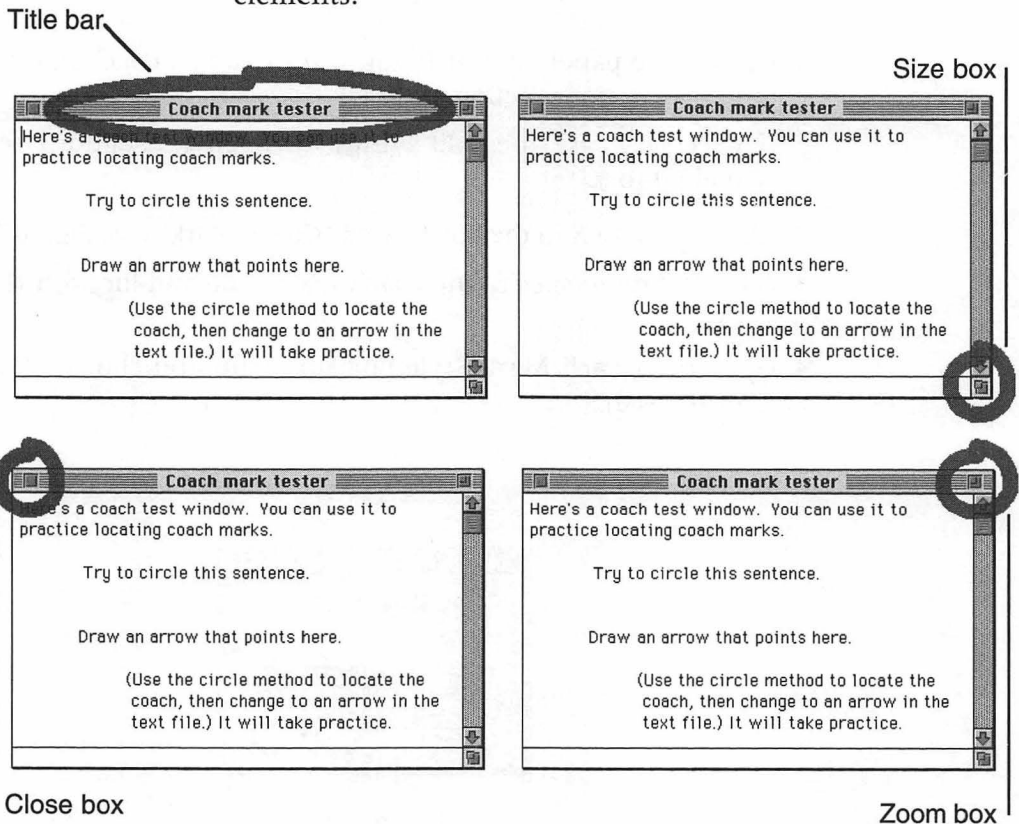 elements.
Title bar
Size box
Coach mark tester
Here's a coach test window. You can use it to
practice locating coach marks.
Try to circle this sentence.
Draw an arrow that points here.
(Use the circle method to locate the
coach, then change to an arrow in the
text file.) It will take practice.
Coach mark tester
Here's a coach test window. You can use it to
practice locating coach marks.
Try to circle this sentence.
Draw an arrow that points here.
(Use the circle method to locate the
coach, then change to an arrow in the
text file.) It will take practice.
Coach mark tester
Here's a coach test window. You can use it to
practice locating coach marks.
Try to circle this sentence.
Draw an arrow that points here.
(Use the circle method to locate the
coach, then change to an arrow in the
text file.) It will take practice.
Coach mark tester
Here's a coach test window. You can use it to
practice locating coach marks.
Try to circle this sentence.
Draw an arrow that points here.
(Use the circle method to locate the
coach, then change to an arrow in the
text file.) It will take practice.
Close box
Zoom box